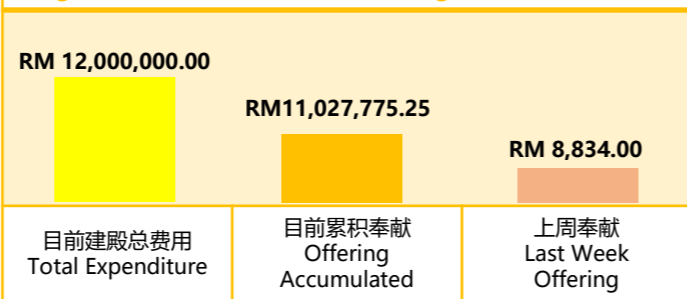 RM 12,000,000.00
RM11,027,775.25
RM 8,834.00
目前建殿总费用
Total Expenditure
目前累积奉献
Offering
Accumulated
上周奉献
Last Week
Offering